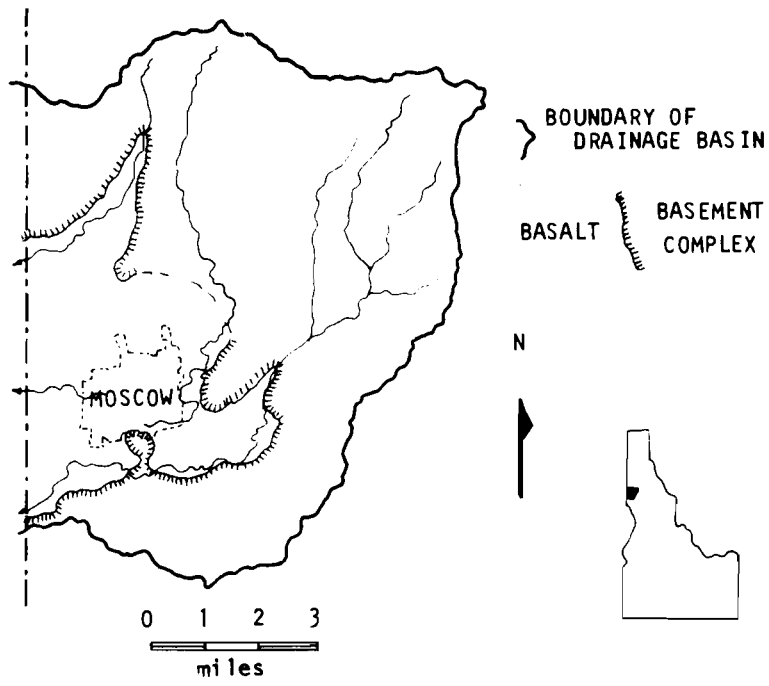 BOUNDARY OF
DRAINAGE BASIN
BASALT
BASEMENT
COMPLEX
N
MOSCOW
0 1 2 3
miles